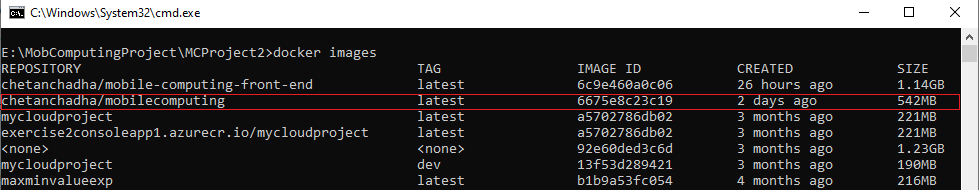 C:\Windows\System32\cmd.exe
E:\MobComputingProject\MCProject2>docker images
REPOSITORY TAG IMAGE ID CREATED SIZE
chetanchadha/mobile-computing-front-end latest 6c9e460a0c06 26 hours ago 1.14GB
chetanchadha/mobilecomputing latest 6675e8c23c19 2 days ago 542MB
mycloudproject latest a5702786db02 3 months ago 221MB
exercise2consoleapp1.azurecr.io/mycloudproject latest a5702786db02 3 months ago 221MB
<none> <none> 92e60ded3c6d 3 months ago 1.23GB
mycloudproject dev 13f53d289421 3 months ago 190MB
maxminvalueexp latest b1b9a53fc054 4 months ago 216MB